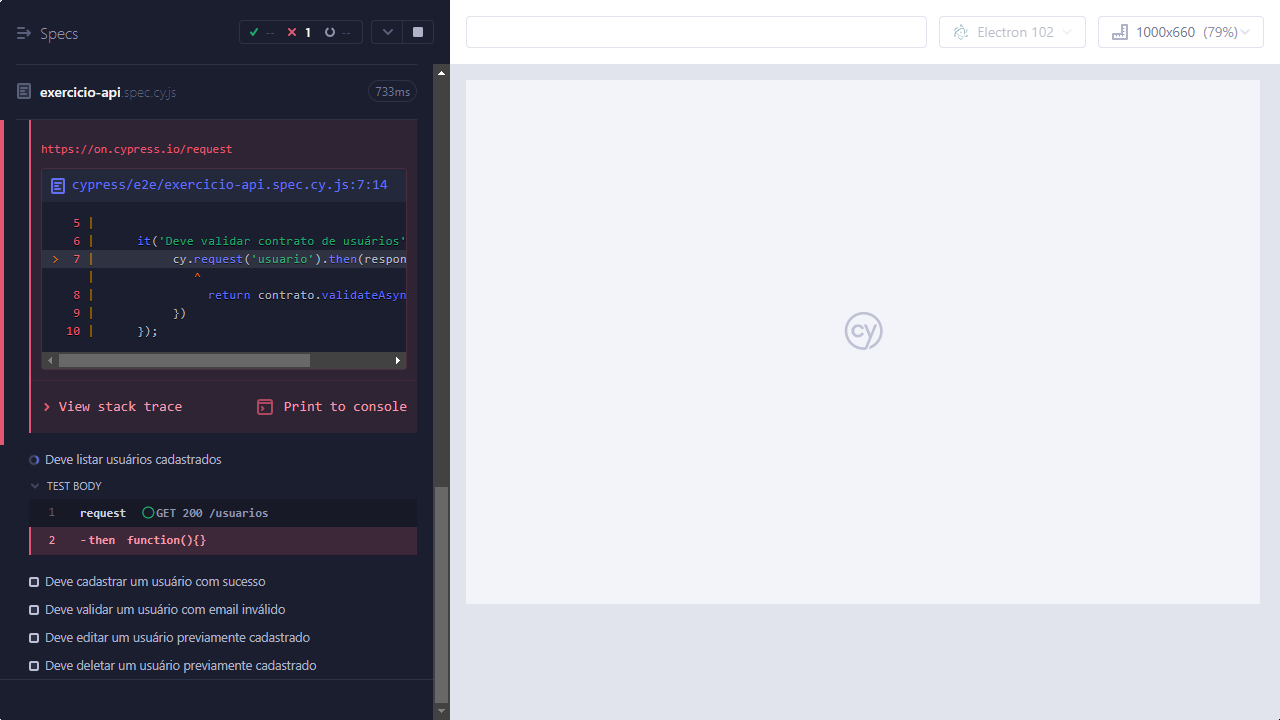 Specs
-- 1 --
Electron 102
1000x660 (79%)
exercicio-api.spec.cy.js
733ms
https://on.cypress.io/request
cypress/e2e/exercicio-api.spec.cy.js:7:14
5 |
6 | it('Deve validar contrato de usuários'
> 7 | cy.request('usuario').then(respon
| ^
8 | return contrato.validateAsyn
9 | })
10 | });
View stack trace
Print to console
Deve listar usuários cadastrados
TEST BODY
1 request GET 200 /usuarios
2 -then function(){}
Deve cadastrar um usuário com sucesso
Deve validar um usuário com email inválido
Deve editar um usuário previamente cadastrado
Deve deletar um usuário previamente cadastrado
cy